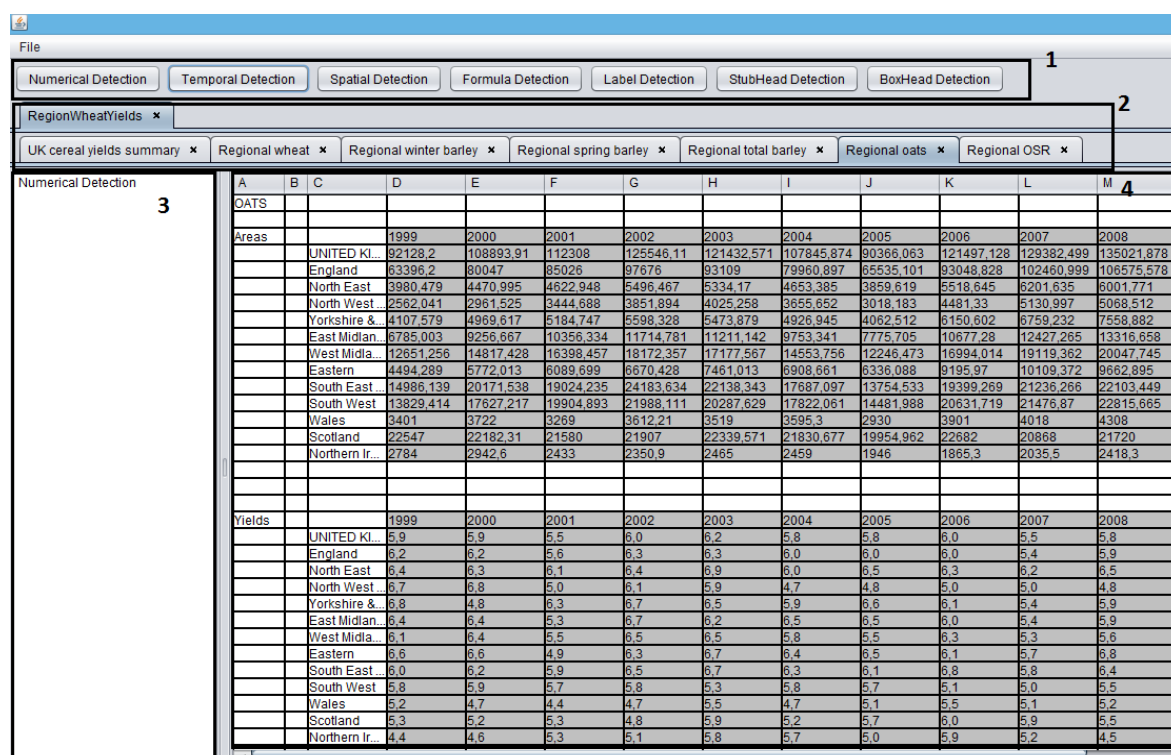 File
1
Numerical Detection Temporal Detection Spatial Detection Formula Detection Label Detection StubHead Detection BoxHead Detection
2
RegionWheatYields ×
UK cereal yields summary × Regional wheat × Regional winter barley × Regional spring barley × Regional total barley × Regional oats × Regional OSR ×
Numerical Detection
3
4
A B C D E F G H I J K L M
OATS
Areas 1999 2000 2001 2002 2003 2004 2005 2006 2007 2008
UNITED KI... 92128,2 108893,91 112308 125546,11 121432,571 107845,874 90366,063 121497,128 129382,499 135021,878
England 63396,2 80047 85026 97676 93109 79960,897 65535,101 93048,828 102460,999 106575,578
North East 3980,479 4470,995 4622,948 5496,467 5334,17 4653,385 3859,619 5518,645 6201,635 6001,771
North West ... 2562,041 2961,525 3444,688 3851,894 4025,258 3655,652 3018,183 4481,33 5130,997 5068,512
Yorkshire &... 4107,579 4969,617 5184,747 5598,328 5473,879 4926,945 4062,512 6150,602 6759,232 7558,882
East Midlan... 6785,003 9256,667 10356,334 11714,781 11211,142 9753,341 7775,705 10677,28 12427,265 13316,658
West Midla... 12651,256 14817,428 16398,457 18172,357 17177,567 14553,756 12246,473 16994,014 19119,362 20047,745
Eastern 4494,289 5772,013 6089,699 6670,428 7461,013 6908,661 6336,088 9195,97 10109,372 9662,895
South East ... 14986,139 20171,538 19024,235 24183,634 22138,343 17687,097 13754,533 19399,269 21236,266 22103,449
South West 13829,414 17627,217 19904,893 21988,111 20287,629 17822,061 14481,988 20631,719 21476,87 22815,665
Wales 3401 3722 3269 3612,21 3519 3595,3 2930 3901 4018 4308
Scotland 22547 22182,31 21580 21907 22339,571 21830,677 19954,962 22682 20868 21720
Northern Ir... 2784 2942,6 2433 2350,9 2465 2459 1946 1865,3 2035,5 2418,3
Yields 1999 2000 2001 2002 2003 2004 2005 2006 2007 2008
UNITED KI... 5,9 5,9 5,5 6,0 6,2 5,8 5,8 6,0 5,5 5,8
England 6,2 6,2 5,6 6,3 6,3 6,0 6,0 6,0 5,4 5,9
North East 6,4 6,3 6,1 6,4 6,9 6,0 6,5 6,3 6,2 6,5
North West ... 6,7 6,8 5,0 6,1 5,9 4,7 4,8 5,0 5,0 4,8
Yorkshire &... 6,8 4,8 6,3 6,7 6,5 5,9 6,6 6,1 5,4 5,9
East Midlan... 6,4 6,4 5,3 6,7 6,2 6,5 6,5 6,0 5,4 5,9
West Midla... 6,1 6,4 5,5 6,5 6,5 5,8 5,5 6,3 5,3 5,6
Eastern 6,6 6,6 4,9 6,3 6,7 6,4 6,5 6,1 5,7 6,8
South East ... 6,0 6,2 5,9 6,5 6,7 6,3 6,1 6,8 5,8 6,4
South West 5,8 5,9 5,7 5,8 5,3 5,8 5,7 5,1 5,0 5,5
Wales 5,2 4,7 4,4 4,7 5,5 4,7 5,1 5,5 5,1 5,2
Scotland 5,3 5,2 5,3 4,8 5,9 5,2 5,7 6,0 5,9 5,5
Northern Ir... 4,4 4,6 5,3 5,1 5,8 5,7 5,0 5,9 5,2 4,5